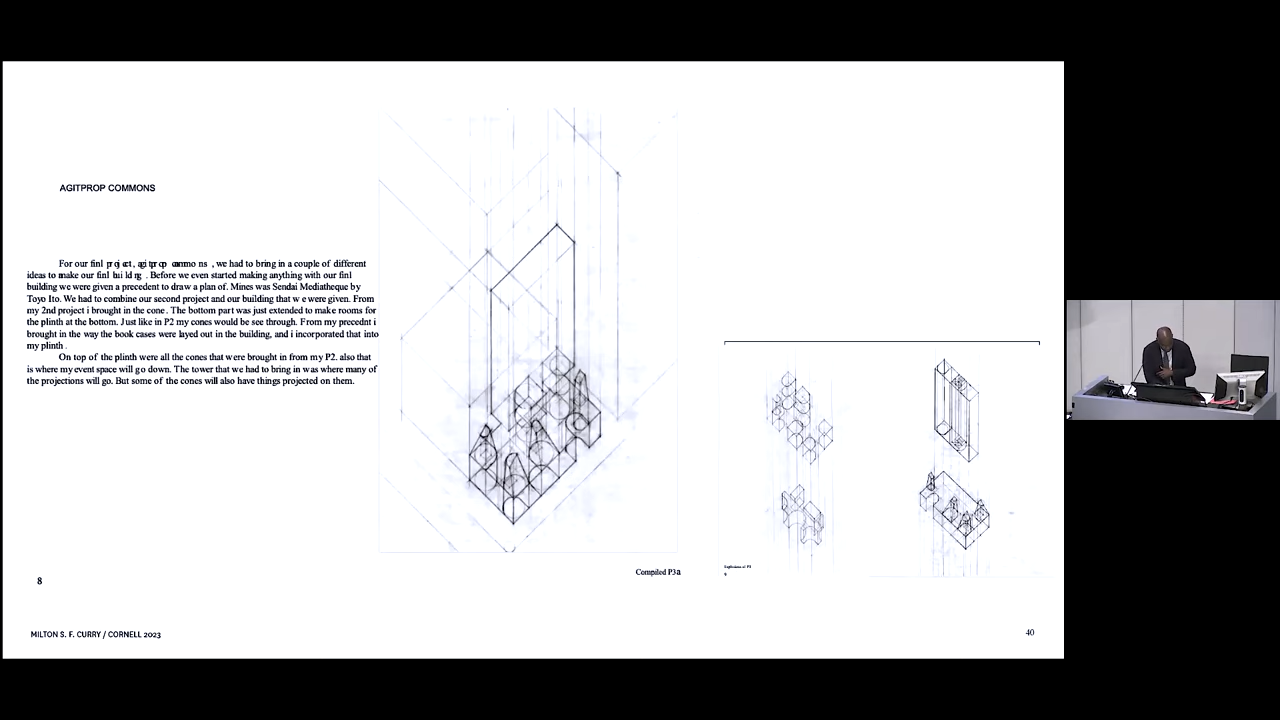 AGITPROP COMMONS
For our finl project, agitprop commons , we had to bring in a couple of different
ideas to make our finl building . Before we even started making anything with our finl
building we were given a precedent to draw a plan of. Mines was Sendai Mediatheque by
Toyo Ito. We had to combine our second project and our building that w e were given. From
my 2nd project i brought in the cone . The bottom part was just extended to make rooms for
the plinth at the bottom. Just like in P2 my cones would be see through. From my precednt i
brought in the way the book cases were layed out in the building, and i incorporated that into
my plinth .
On top of the plinth were all the cones that were brought in from my P2. also that
is where my event space will go down. The tower that we had to bring in was where many of
the projections will go. But some of the cones will also have things projected on them.
Compiled P3a
8
9
MILTON S. F. CURRY / CORNELL 2023
40